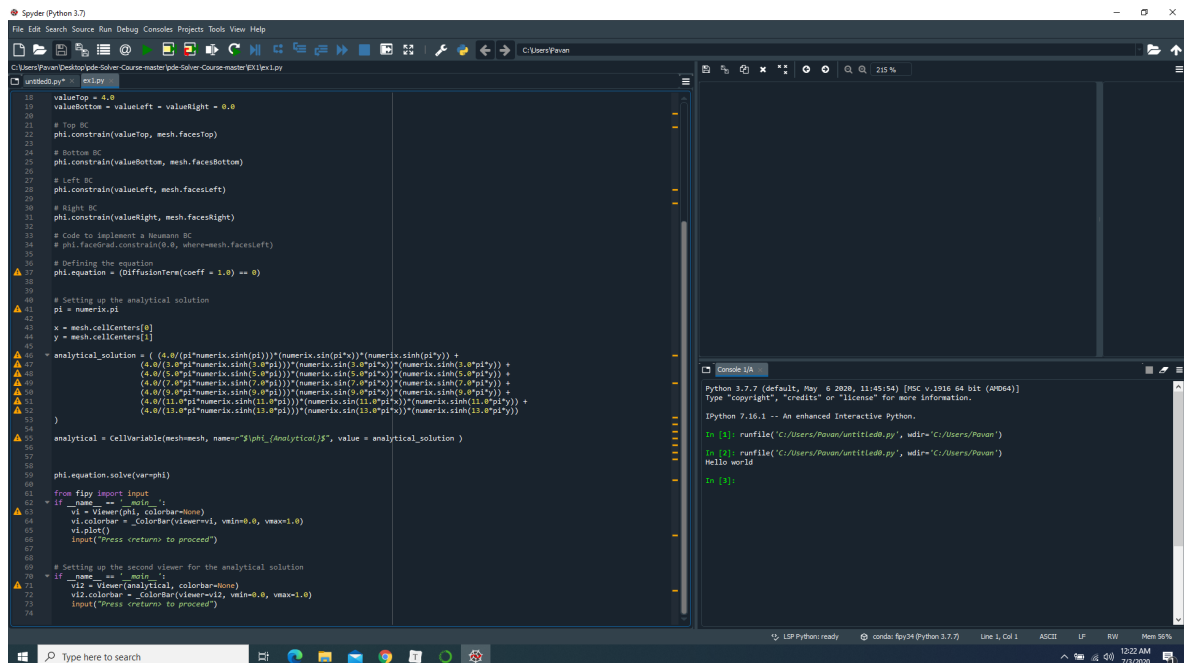 Spyder (Python 3.7)
File Edit Search Source Run Debug Consoles Projects Tools View Help
C:\Users\Pavan
C:\Users\Pavan\Desktop\pde-Solver-Course-master\pde-Solver-Course-master\EX1\ex1.py
untitled0.py* ex1.py
215 %
18 valueTop = 4.0
19 valueBottom = valueLeft = valueRight = 0.0
20
21 # Top BC
22 phi.constrain(valueTop, mesh.facesTop)
23
24 # Bottom BC
25 phi.constrain(valueBottom, mesh.facesBottom)
26
27 # Left BC
28 phi.constrain(valueLeft, mesh.facesLeft)
29
30 # Right BC
31 phi.constrain(valueRight, mesh.facesRight)
32
33 # Code to implement a Neumann BC
34 # phi.faceGrad.constrain(0.0, where=mesh.facesLeft)
35
36 # Defining the equation
37 phi.equation = (DiffusionTerm(coeff = 1.0) == 0)
38
39
40 # Setting up the analytical solution
41 pi = numerix.pi
42
43 x = mesh.cellCenters[0]
44 y = mesh.cellCenters[1]
45
46 analytical_solution = ( (4.0/(pi*numerix.sinh(pi)))*(numerix.sin(pi*x))*(numerix.sinh(pi*y)) +
47 (4.0/(3.0*pi*numerix.sinh(3.0*pi)))*(numerix.sin(3.0*pi*x))*(numerix.sinh(3.0*pi*y)) +
48 (4.0/(5.0*pi*numerix.sinh(5.0*pi)))*(numerix.sin(5.0*pi*x))*(numerix.sinh(5.0*pi*y)) +
49 (4.0/(7.0*pi*numerix.sinh(7.0*pi)))*(numerix.sin(7.0*pi*x))*(numerix.sinh(7.0*pi*y)) +
50 (4.0/(9.0*pi*numerix.sinh(9.0*pi)))*(numerix.sin(9.0*pi*x))*(numerix.sinh(9.0*pi*y)) +
51 (4.0/(11.0*pi*numerix.sinh(11.0*pi)))*(numerix.sin(11.0*pi*x))*(numerix.sinh(11.0*pi*y)) +
52 (4.0/(13.0*pi*numerix.sinh(13.0*pi)))*(numerix.sin(13.0*pi*x))*(numerix.sinh(13.0*pi*y))
53 )
54
55 analytical = CellVariable(mesh=mesh, name=r"$\phi_{Analytical}$", value = analytical_solution )
56
57
58
59 phi.equation.solve(var=phi)
60
61 from fipy import input
62 if __name__ == '__main__':
63 vi = Viewer(phi, colorbar=None)
64 vi.colorbar = _ColorBar(viewer=vi, vmin=0.0, vmax=1.0)
65 vi.plot()
66 input("Press <return> to proceed")
67
68
69 # Setting up the second viewer for the analytical solution
70 if __name__ == '__main__':
71 vi2 = Viewer(analytical, colorbar=None)
72 vi2.colorbar = _ColorBar(viewer=vi2, vmin=0.0, vmax=1.0)
73 input("Press <return> to proceed")
74
Console 1/A
Python 3.7.7 (default, May 6 2020, 11:45:54) [MSC v.1916 64 bit (AMD64)]
Type "copyright", "credits" or "license" for more information.
IPython 7.16.1 -- An enhanced Interactive Python.
In [1]: runfile('C:/Users/Pavan/untitled0.py', wdir='C:/Users/Pavan')
In [2]: runfile('C:/Users/Pavan/untitled0.py', wdir='C:/Users/Pavan')
Hello world
In [3]:
LSP Python: ready conda: fipy34 (Python 3.7.7) Line 1, Col 1 ASCII LF RW Mem 56%
Type here to search
12:22 AM
7/3/2020